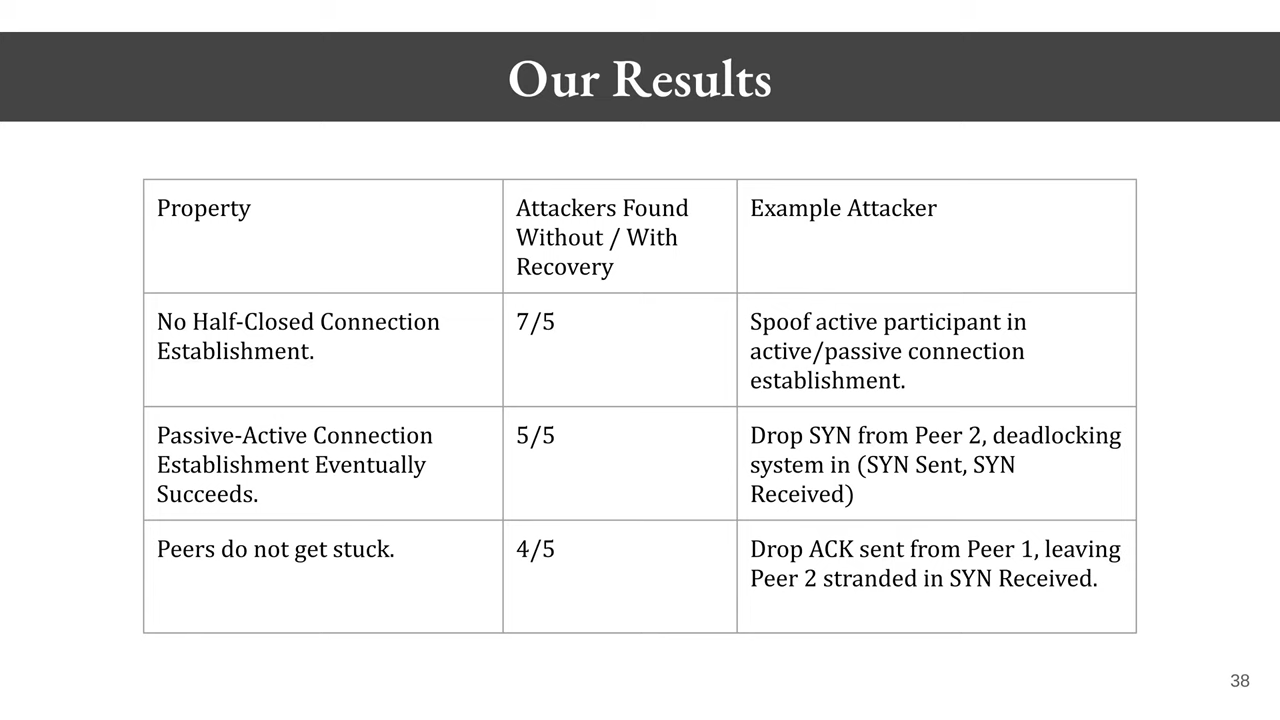 Our Results
Property
Attackers Found
Without / With
Recovery
Example Attacker
No Half-Closed Connection
Establishment.
7/5
Spoof active participant in
active/passive connection
establishment.
Passive-Active Connection
Establishment Eventually
Succeeds.
5/5
Drop SYN from Peer 2, deadlocking
system in (SYN Sent, SYN
Received)
Peers do not get stuck.
4/5
Drop ACK sent from Peer 1, leaving
Peer 2 stranded in SYN Received.
38